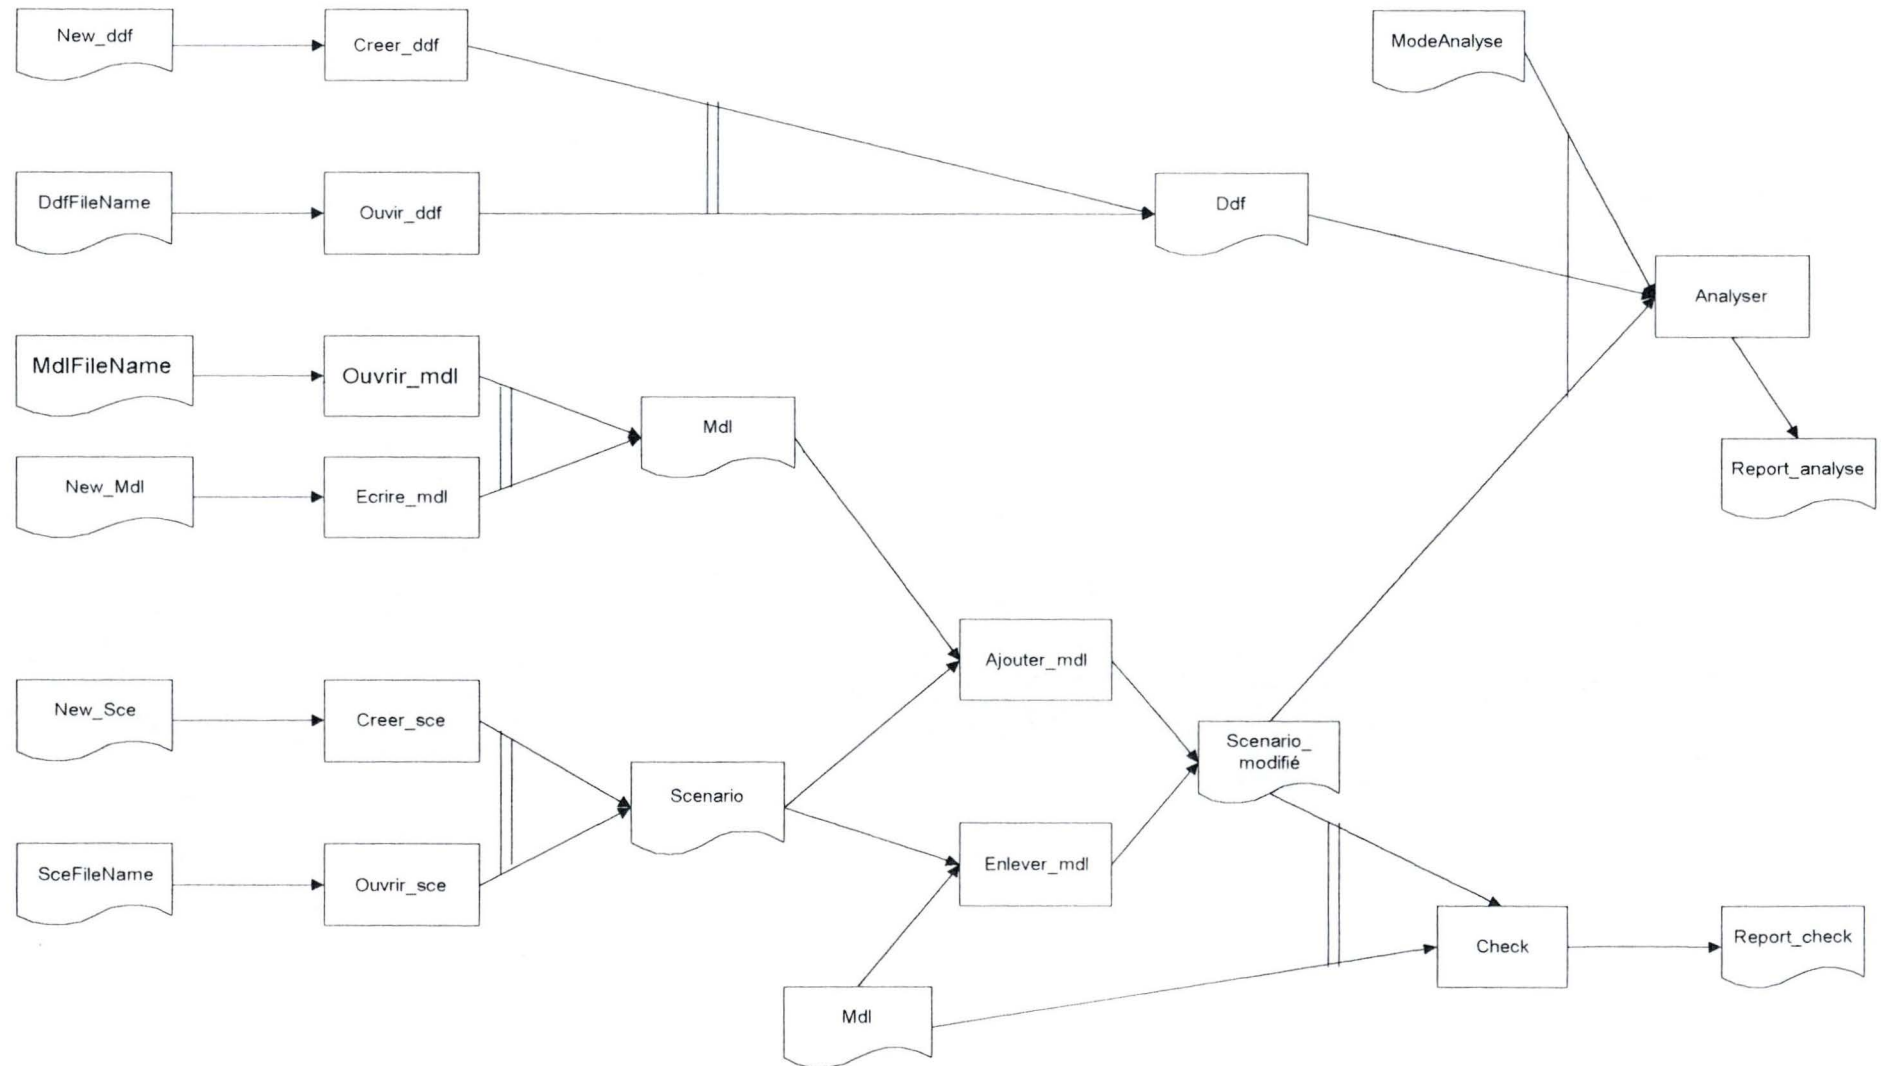 New_ddf
Creer_ddf
ModeAnalyse
DdfFileName
Ouvir_ddf
Ddf
Analyser
MdlFileName
Ouvrir_mdl
Mdl
Report_analyse
New_Mdl
Ecrire_mdl
Ajouter_mdl
New_Sce
Creer_sce
Scenario_
modifié
Scenario
SceFileName
Ouvrir_sce
Enlever_mdl
Check
Report_check
Mdl